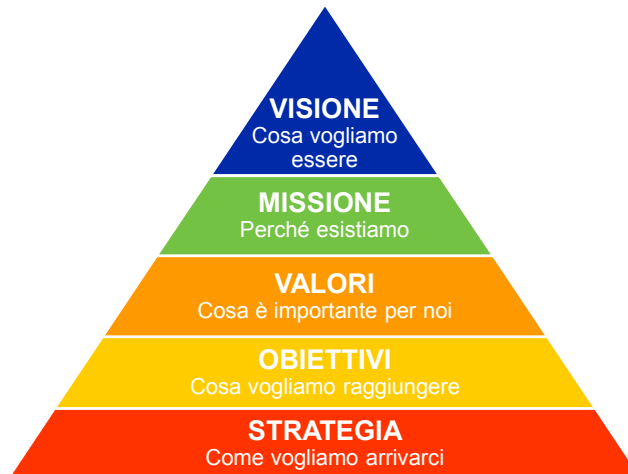 VISIONE
Cosa vogliamo
essere
MISSIONE
Perché esistiamo
VALORI
Cosa è importante per noi
OBIETTIVI
Cosa vogliamo raggiungere
STRATEGIA
Come vogliamo arrivarci